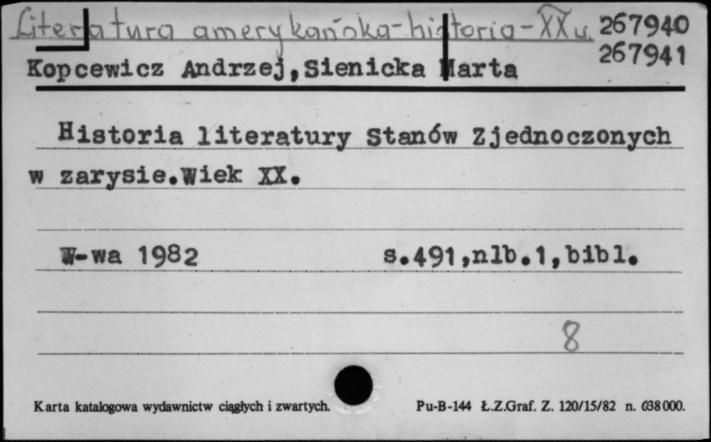 Literatura amerykańska-historia-XX w. 267940
267941
Kopcewicz Andrzej,Sienicka Marta
Historia literatury Stanów Zjednoczonych
w zarysie.Wiek XX.
W-wa 1982 s.491,nlb.1,bibl.
8
Karta katalogowa wydawnictw ciągłych i zwartych. Pu-B-144 Ł.Z.Graf. Z. 120/15/82 n. 638000.